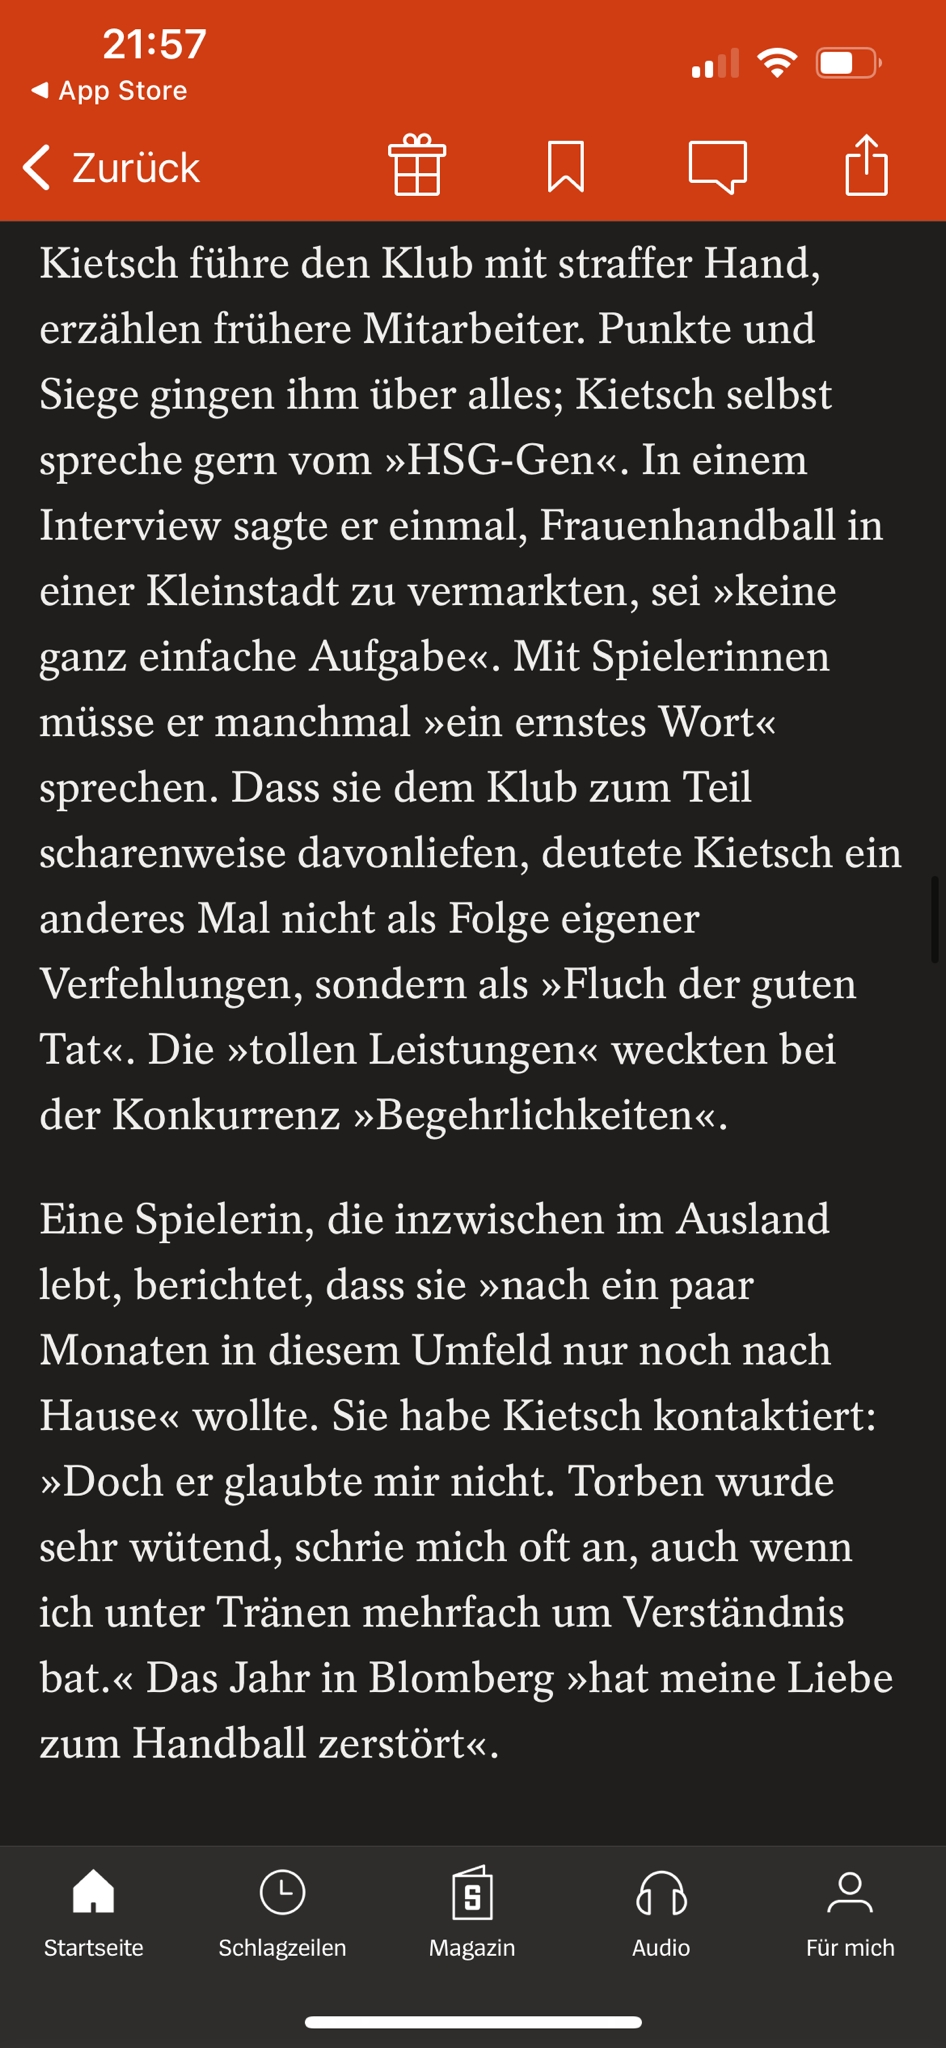 21:57
◀ App Store
Zurück
Kietsch führe den Klub mit straffer Hand,
erzählen frühere Mitarbeiter. Punkte und
Siege gingen ihm über alles; Kietsch selbst
spreche gern vom »HSG-Gen«. In einem
Interview sagte er einmal, Frauenhandball in
einer Kleinstadt zu vermarkten, sei »keine
ganz einfache Aufgabe«. Mit Spielerinnen
müsse er manchmal »ein ernstes Wort«
sprechen. Dass sie dem Klub zum Teil
scharenweise davonliefen, deutete Kietsch ein
anderes Mal nicht als Folge eigener
Verfehlungen, sondern als »Fluch der guten
Tat«. Die »tollen Leistungen« weckten bei
der Konkurrenz »Begehrlichkeiten«.
Eine Spielerin, die inzwischen im Ausland
lebt, berichtet, dass sie »nach ein paar
Monaten in diesem Umfeld nur noch nach
Hause« wollte. Sie habe Kietsch kontaktiert:
»Doch er glaubte mir nicht. Torben wurde
sehr wütend, schrie mich oft an, auch wenn
ich unter Tränen mehrfach um Verständnis
bat.« Das Jahr in Blomberg »hat meine Liebe
zum Handball zerstört«.
S
Startseite Schlagzeilen Magazin Audio Für mich